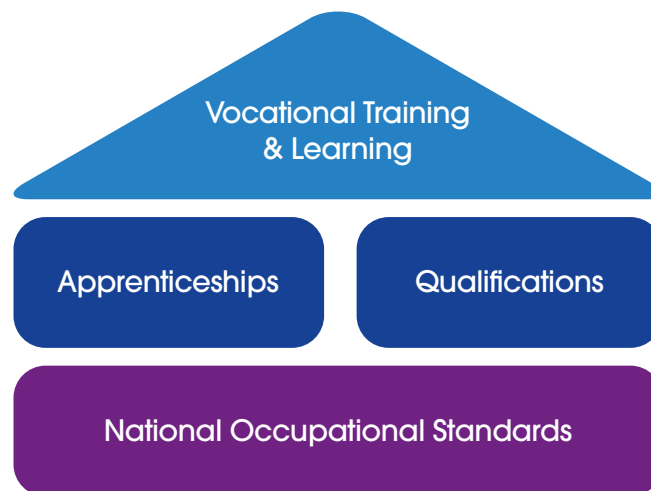 Vocational Training
& Learning
Apprenticeships
Qualifications
National Occupational Standards